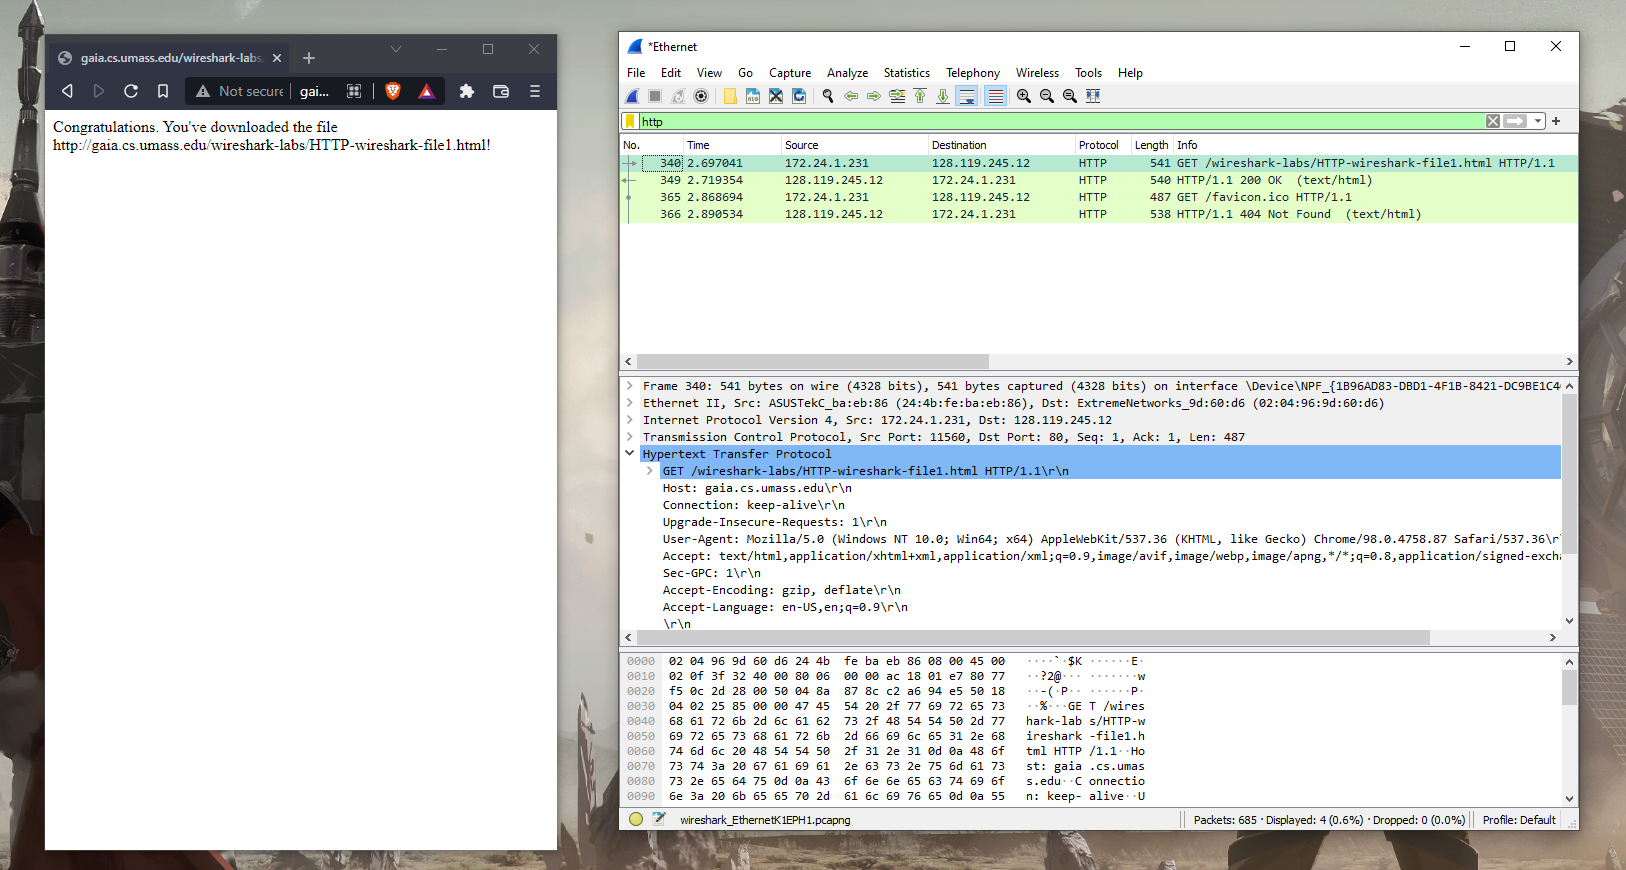 gaia.cs.umass.edu/wireshark-labs
Not secure
gai...
Congratulations. You've downloaded the file
http://gaia.cs.umass.edu/wireshark-labs/HTTP-wireshark-file1.html!
*Ethernet
File Edit View Go Capture Analyze Statistics Telephony Wireless Tools Help
http
No. Time Source Destination Protocol Length Info
340 2.697041 172.24.1.231 128.119.245.12 HTTP 541 GET /wireshark-labs/HTTP-wireshark-file1.html HTTP/1.1
349 2.719354 128.119.245.12 172.24.1.231 HTTP 540 HTTP/1.1 200 OK (text/html)
365 2.868694 172.24.1.231 128.119.245.12 HTTP 487 GET /favicon.ico HTTP/1.1
366 2.890534 128.119.245.12 172.24.1.231 HTTP 538 HTTP/1.1 404 Not Found (text/html)
Frame 340: 541 bytes on wire (4328 bits), 541 bytes captured (4328 bits) on interface \Device\NPF_{1B96AD83-DBD1-4F1B-8421-DC9BE1C4
Ethernet II, Src: ASUSTekC_ba:eb:86 (24:4b:fe:ba:eb:86), Dst: ExtremeNetworks_9d:60:d6 (02:04:96:9d:60:d6)
Internet Protocol Version 4, Src: 172.24.1.231, Dst: 128.119.245.12
Transmission Control Protocol, Src Port: 11560, Dst Port: 80, Seq: 1, Ack: 1, Len: 487
Hypertext Transfer Protocol
GET /wireshark-labs/HTTP-wireshark-file1.html HTTP/1.1\r\n
Host: gaia.cs.umass.edu\r\n
Connection: keep-alive\r\n
Upgrade-Insecure-Requests: 1\r\n
User-Agent: Mozilla/5.0 (Windows NT 10.0; Win64; x64) AppleWebKit/537.36 (KHTML, like Gecko) Chrome/98.0.4758.87 Safari/537.36\r
Accept: text/html,application/xhtml+xml,application/xml;q=0.9,image/avif,image/webp,image/apng,*/*;q=0.8,application/signed-exch
Sec-GPC: 1\r\n
Accept-Encoding: gzip, deflate\r\n
Accept-Language: en-US,en;q=0.9\r\n
\r\n
0000 02 04 96 9d 60 d6 24 4b fe ba eb 86 08 00 45 00 ····`·$K ······E·
0010 02 0f 3f 32 40 00 80 06 00 00 ac 18 01 e7 80 77 ··?2@··· ·······w
0020 f5 0c 2d 28 00 50 04 8a 87 8c c2 a6 94 e5 50 18 ··-(·P·· ······P·
0030 04 02 25 85 00 00 47 45 54 20 2f 77 69 72 65 73 ··%···GE T /wires
0040 68 61 72 6b 2d 6c 61 62 73 2f 48 54 54 50 2d 77 hark-lab s/HTTP-w
0050 69 72 65 73 68 61 72 6b 2d 66 69 6c 65 31 2e 68 ireshark -file1.h
0060 74 6d 6c 20 48 54 54 50 2f 31 2e 31 0d 0a 48 6f tml HTTP /1.1··Ho
0070 73 74 3a 20 67 61 69 61 2e 63 73 2e 75 6d 61 73 st: gaia .cs.umas
0080 73 2e 65 64 75 0d 0a 43 6f 6e 6e 65 63 74 69 6f s.edu··C onnectio
0090 6e 3a 20 6b 65 65 70 2d 61 6c 69 76 65 0d 0a 55 n: keep- alive··U
wireshark_EthernetK1EPH1.pcapng
Packets: 685 · Displayed: 4 (0.6%) · Dropped: 0 (0.0%)
Profile: Default